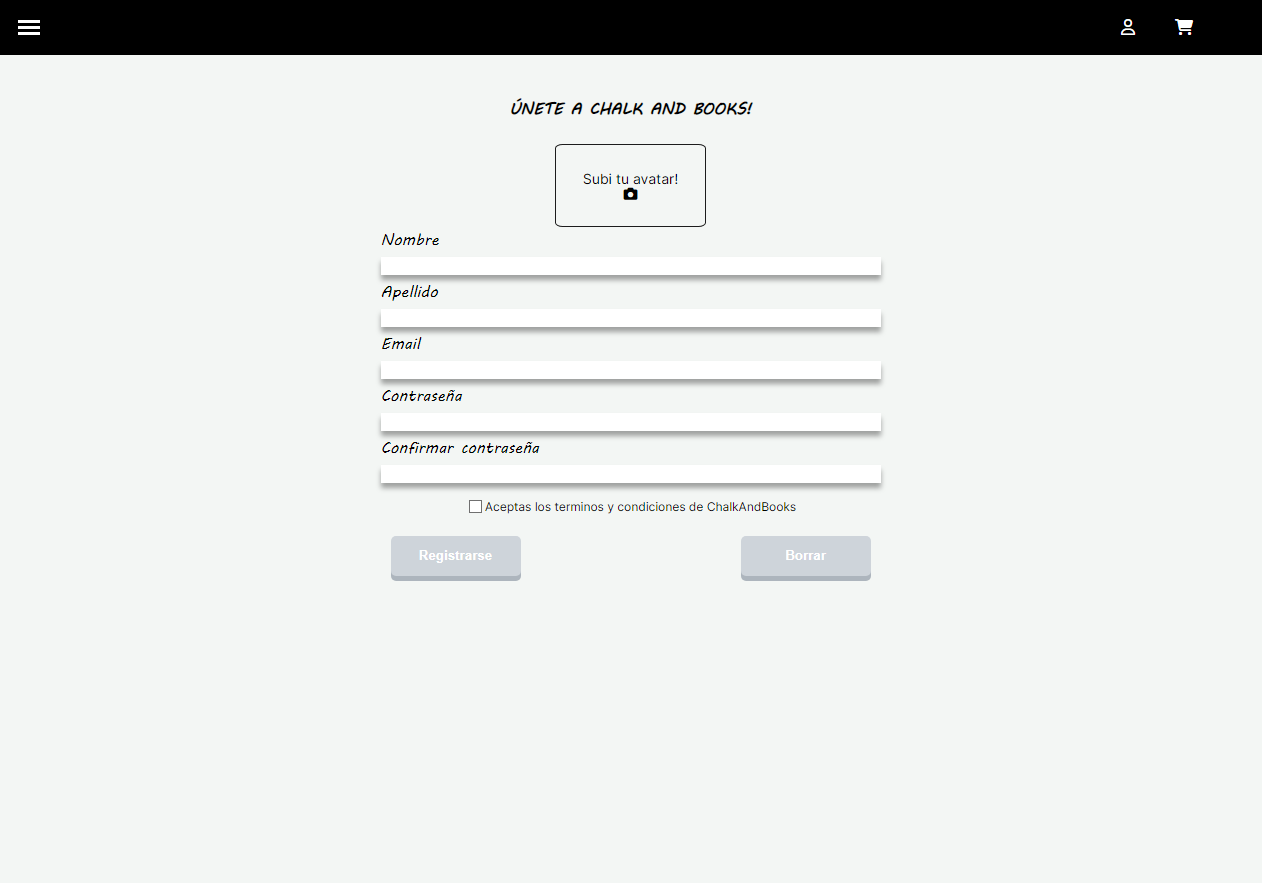 ÚNETE A CHALK AND BOOKS!
Subi tu avatar!
Nombre
Apellido
Email
Contraseña
Confirmar contraseña
Aceptas los terminos y condiciones de ChalkAndBooks
Registrarse
Borrar